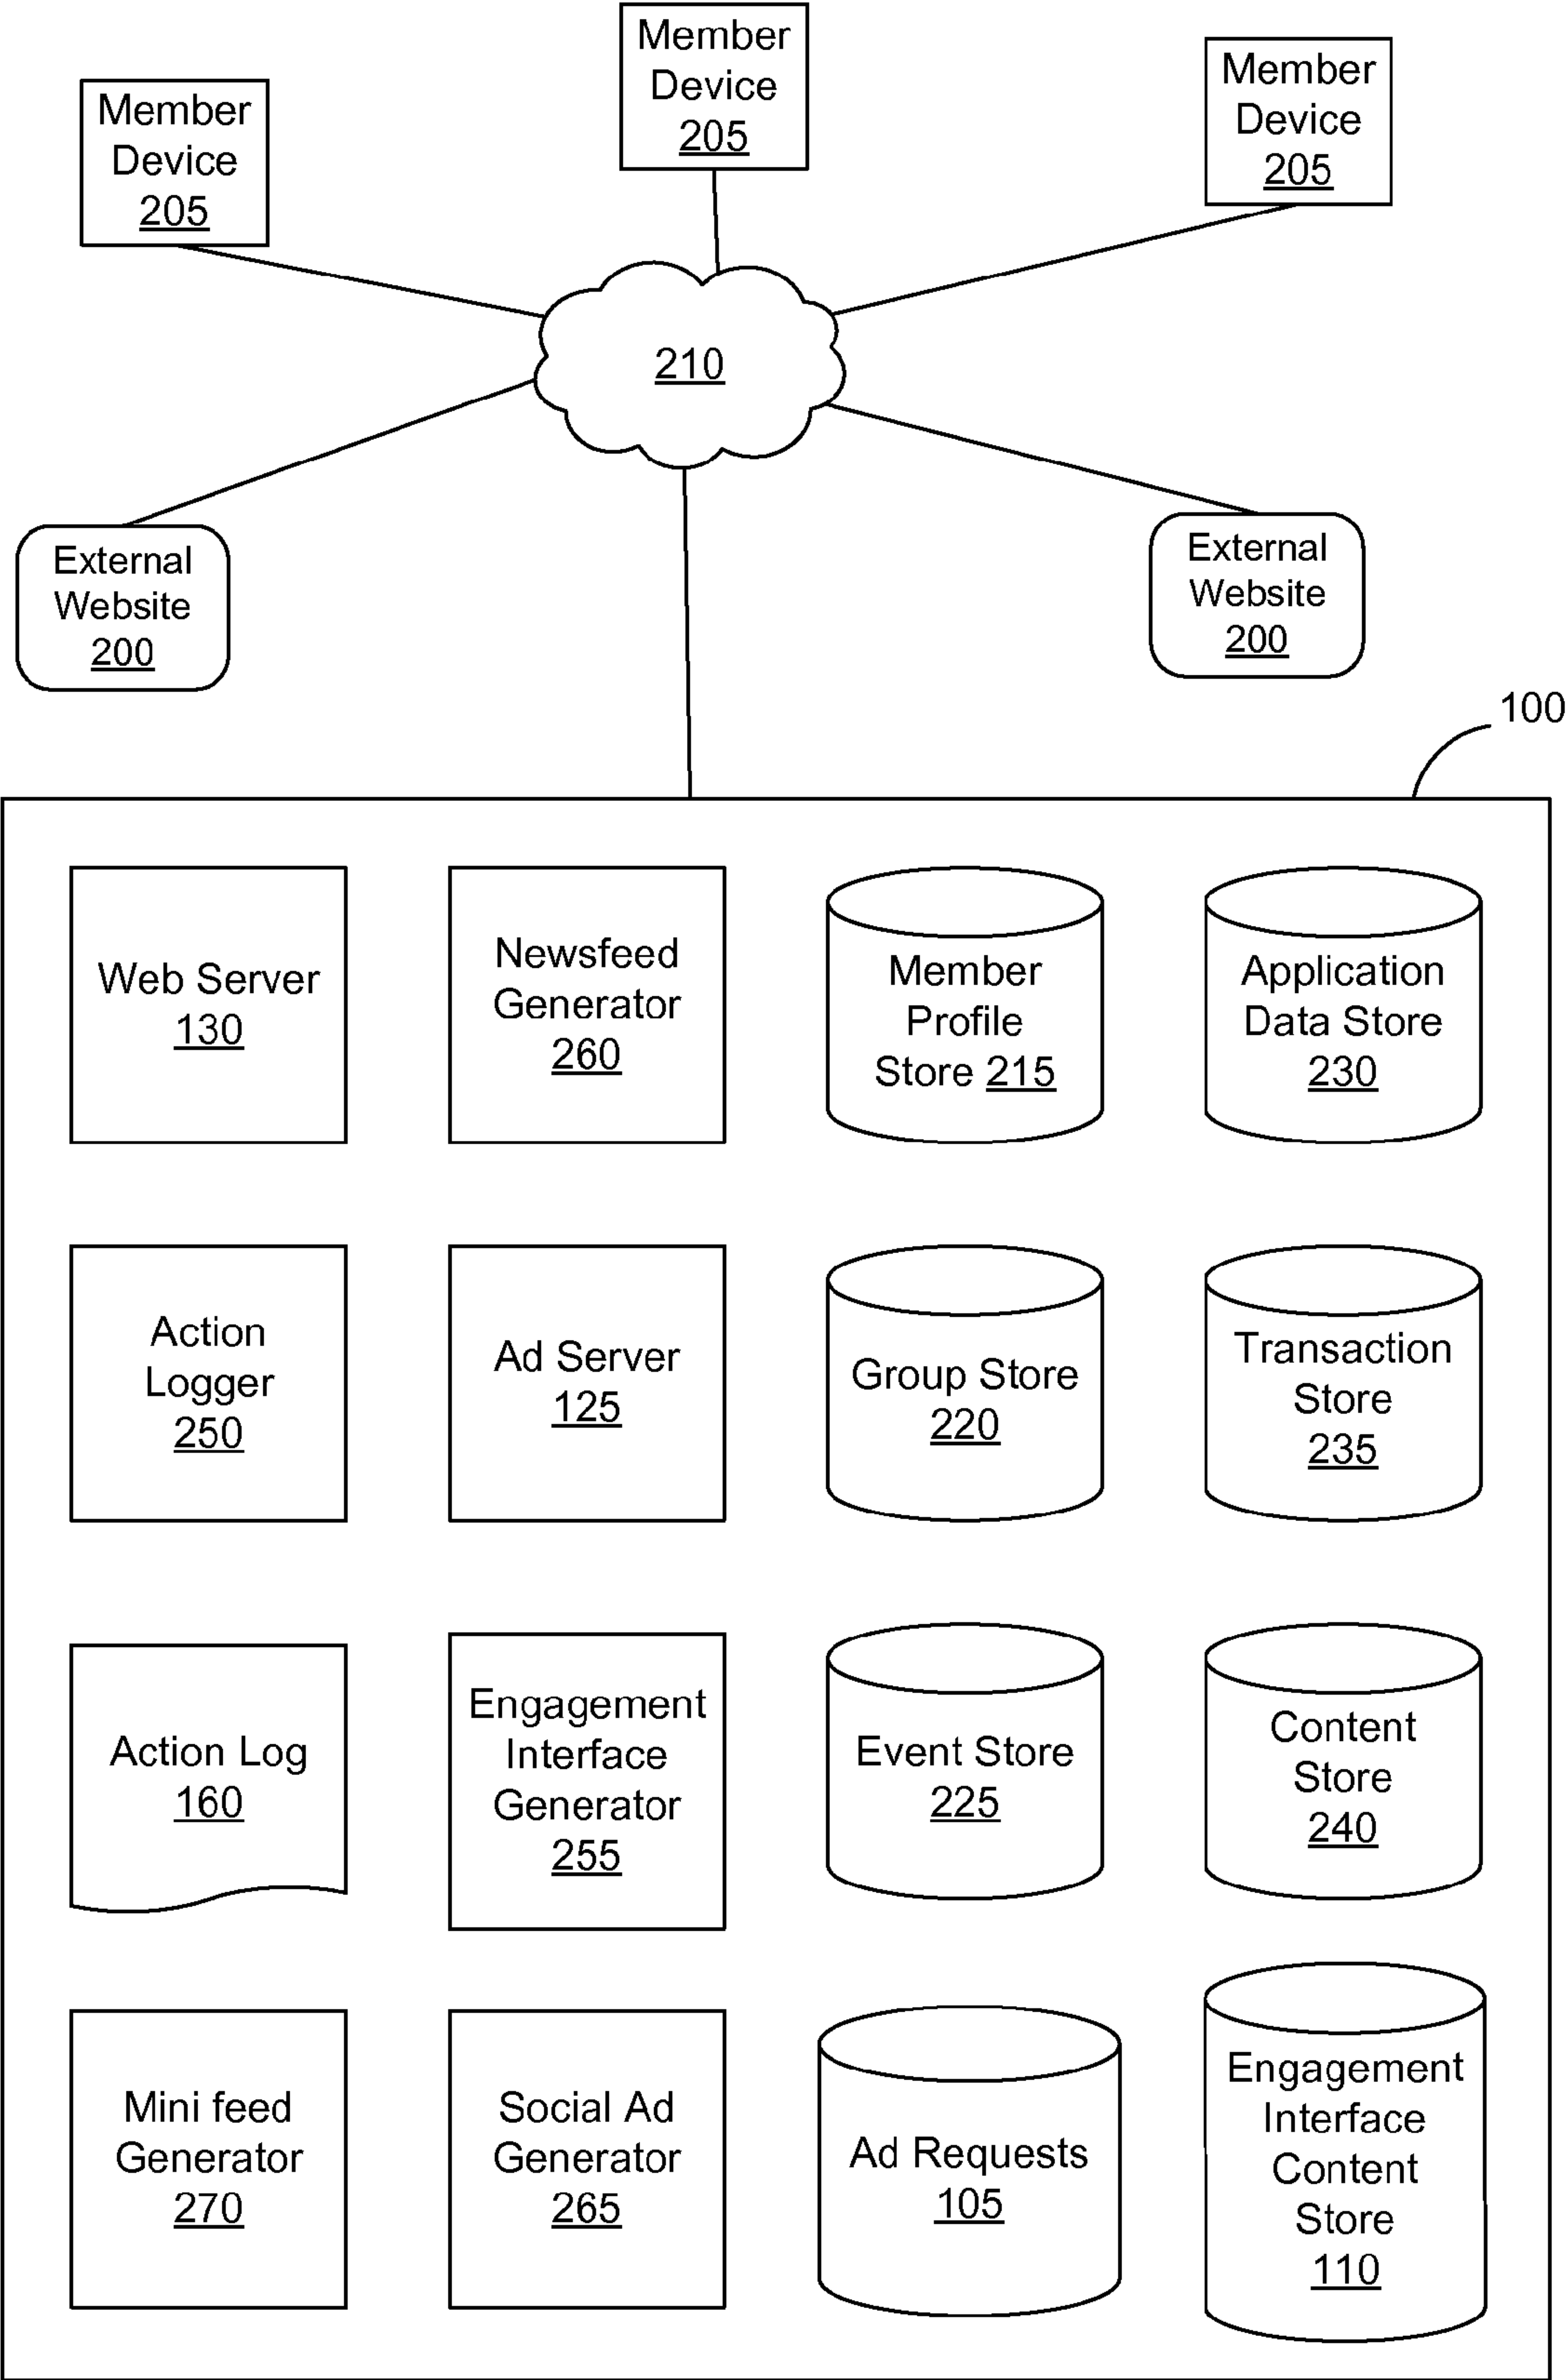 Member
Device
205
Member
Device
205
Member
Device
205
210
External
Website
200
External
Website
200
100
Web Server
130
Newsfeed
Generator
260
Member
Profile
Store 215
Application
Data Store
230
Action
Logger
250
Ad Server
125
Group Store
220
Transaction
Store
235
Action Log
160
Engagement
Interface
Generator
255
Event Store
225
Content
Store
240
Mini feed
Generator
270
Social Ad
Generator
265
Ad Requests
105
Engagement
Interface
Content
Store
110